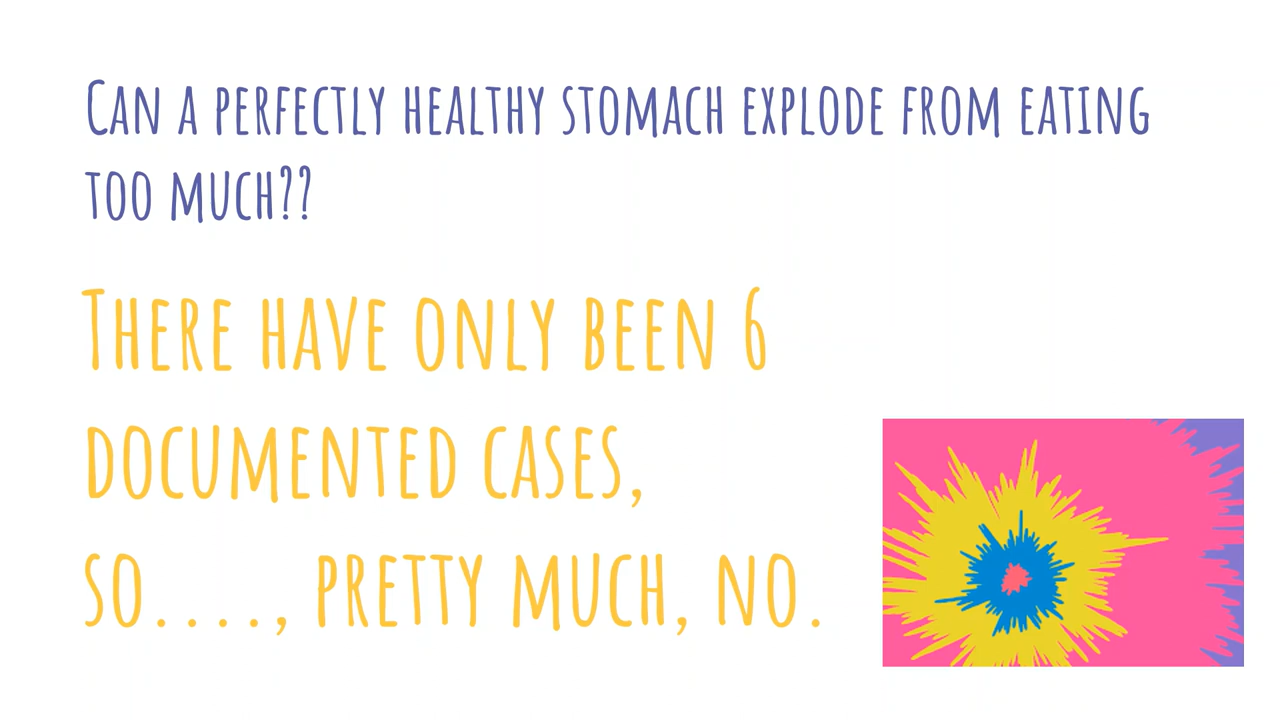 Can a perfectly healthy stomach explode from eating
too much??
There have only been 6
documented cases,
so...., pretty much, no.